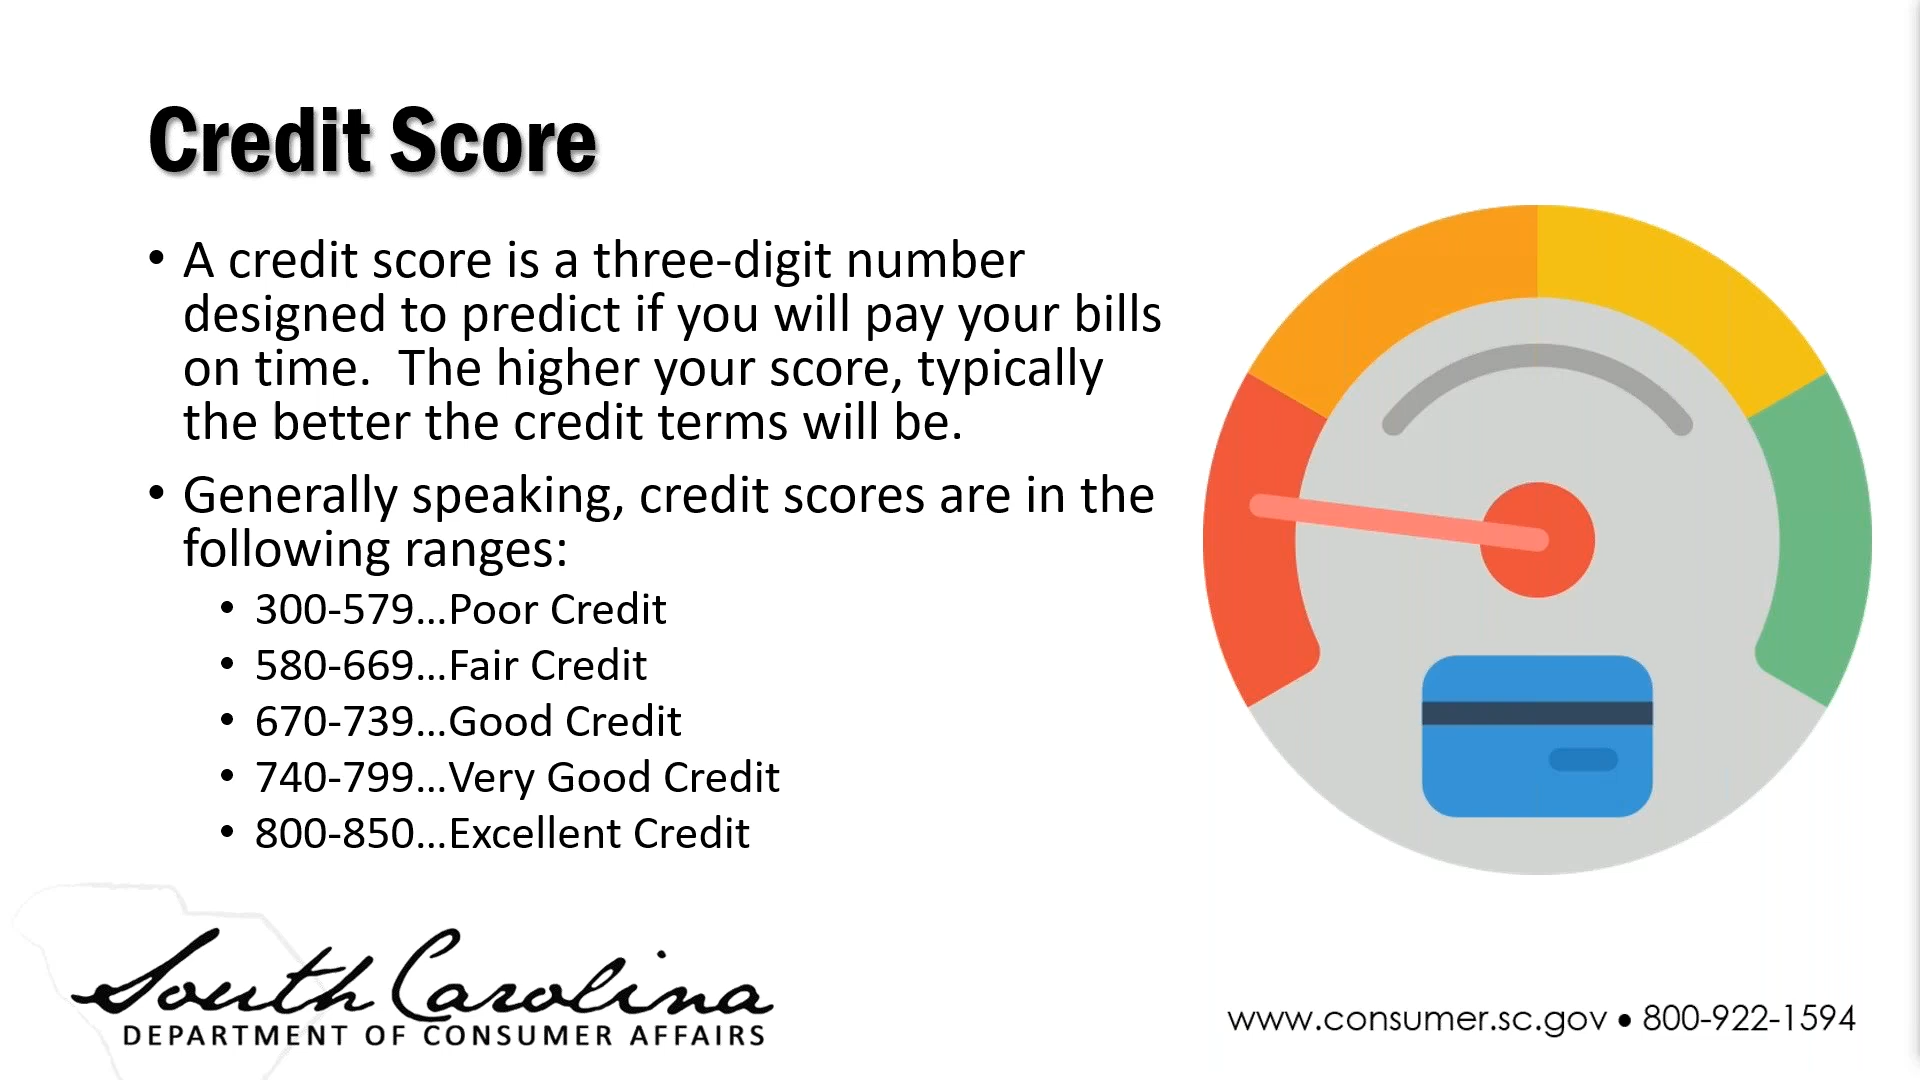 Credit Score
• A credit score is a three-digit number
designed to predict if you will pay your bills
on time.  The higher your score, typically
the better the credit terms will be.
• Generally speaking, credit scores are in the
following ranges:
• 300-579...Poor Credit
• 580-669...Fair Credit
• 670-739...Good Credit
• 740-799...Very Good Credit
• 800-850...Excellent Credit
South Carolina
DEPARTMENT OF CONSUMER AFFAIRS
www.consumer.sc.gov • 800-922-1594